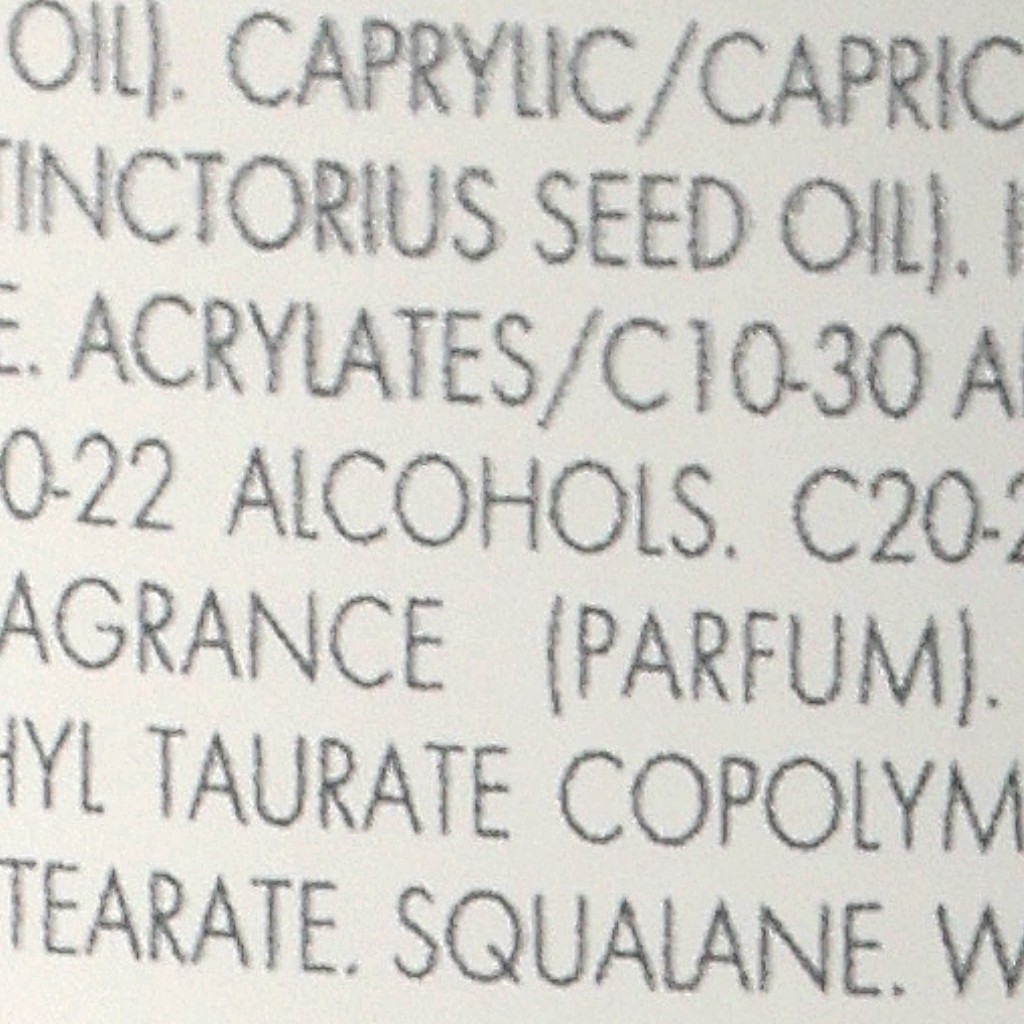 OIL). CAPRYLIC/CAPRIC
TINCTORIUS SEED OIL).
E. ACRYLATES/C10-30
0-22 ALCOHOLS. C20-2
AGRANCE (PARFUM).
HYL TAURATE COPOLYM
TEARATE. SQUALANE. W